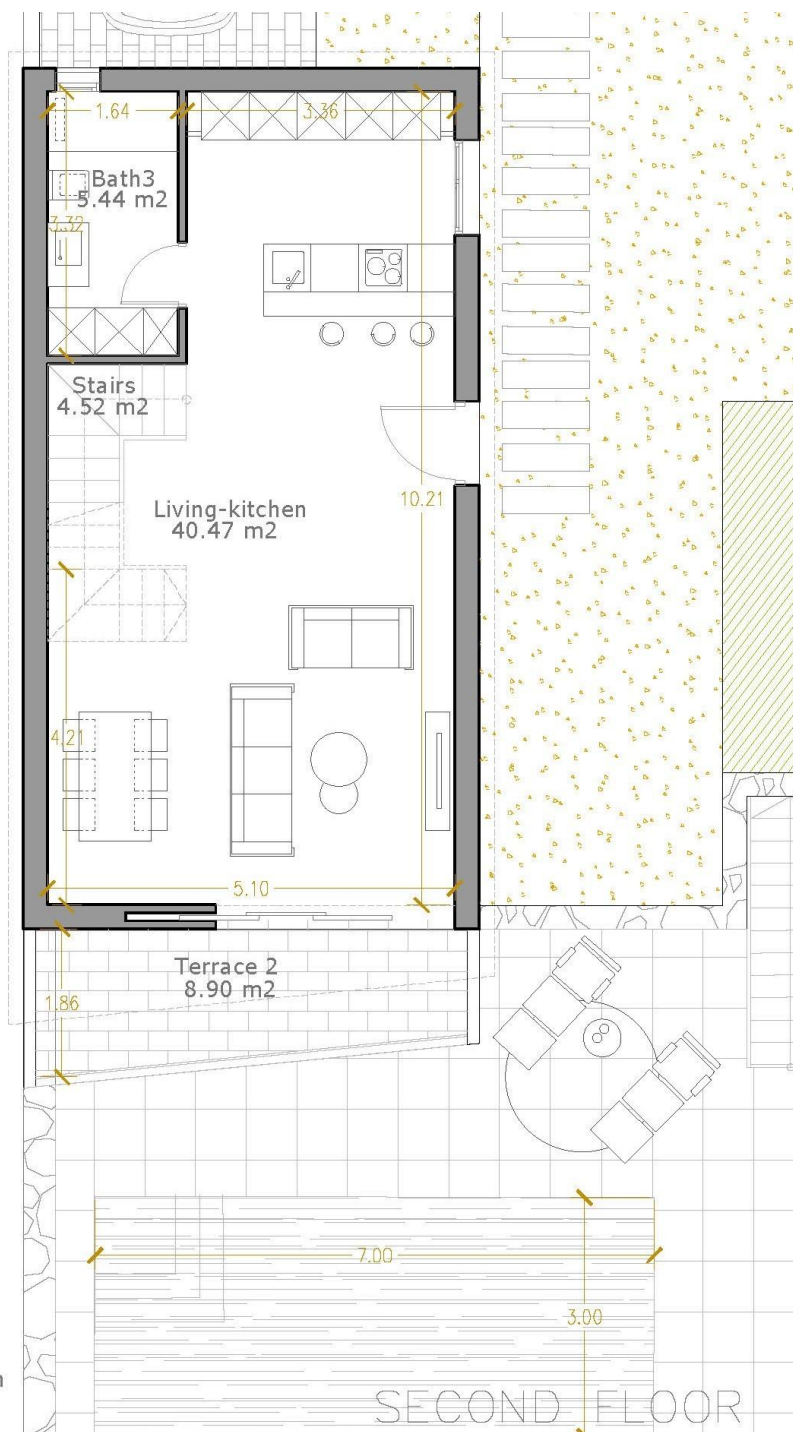 1.64
3.36
Bath3
5.44 m2
3.32
Stairs
4.52 m2
Living-kitchen
40.47 m2
10.21
4.21
5.10
Terrace 2
8.90 m2
1.86
7.00
3.00
SECOND FLOOR